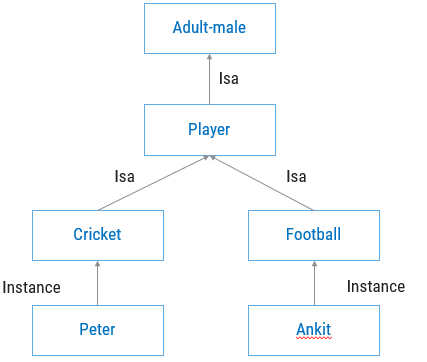 Adult-male
Isa
Player
Isa
Isa
Cricket
Football
Instance
Instance
Peter
Ankit